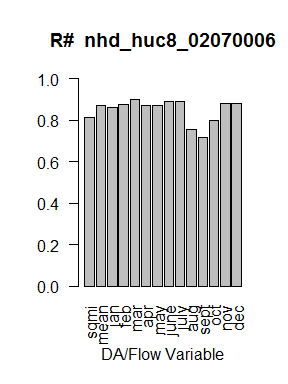 R#  nhd_huc8_02070006
1.0
0.8
0.6
0.4
0.2
0.0
sqmi
mean
jan
feb
mar
apr
may
june
july
aug
sept
oct
nov
dec
DA/Flow Variable